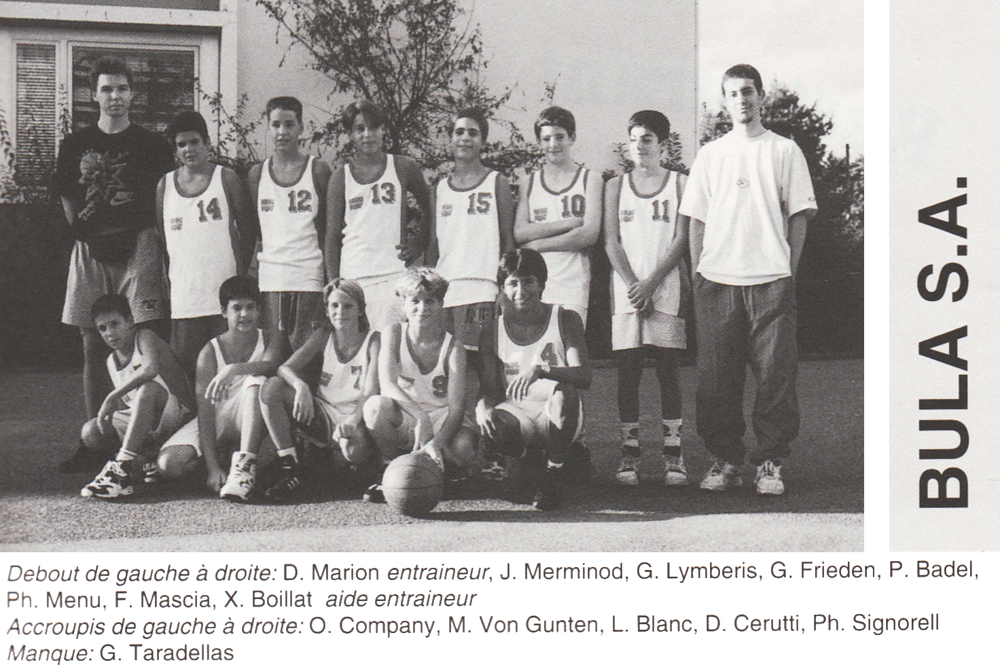 14
12
13
15
10
11
7
9
4
BULA S.A.
Debout de gauche à droite: D. Marion entraineur, J. Merminod, G. Lymberis, G. Frieden, P. Badel,
Ph. Menu, F. Mascia, X. Boillat aide entraineur
Accroupis de gauche à droite: O. Company, M. Von Gunten, L. Blanc, D. Cerutti, Ph. Signorell
Manque: G. Taradellas